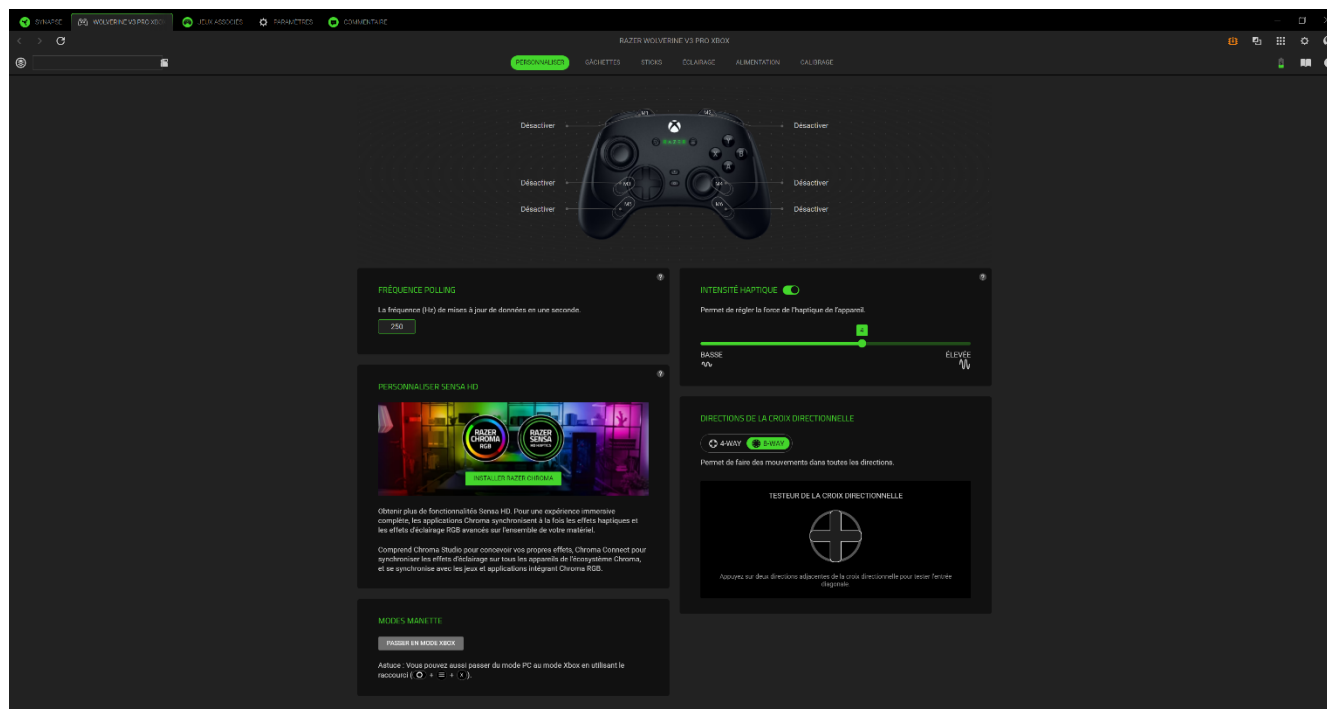 SYNAPSE
WOLVERINE V3 PRO XBO
JEUX ASSOCIÉS
PARAMÈTRES
COMMENTAIRE
RAZER WOLVERINE V3 PRO XBOX
PERSONNALISER
GÂCHETTES
STICKS
ÉCLAIRAGE
ALIMENTATION
CALIBRAGE
M1
M2
Désactiver
Désactiver
RAZER
Y
X
B
A
Désactiver
M3
M4
Désactiver
Désactiver
M5
M6
Désactiver
FRÉQUENCE POLLING
La fréquence (Hz) de mises à jour de données en une seconde.
250
INTENSITÉ HAPTIQUE
Permet de régler la force de l'haptique de l'appareil.
4
BASSE
ÉLEVÉE
PERSONNALISER SENSA HD
RAZER
CHROMA
RGB
RAZER
SENSA
HD HAPTICS
INSTALLER RAZER CHROMA
Obtenir plus de fonctionnalités Sensa HD. Pour une expérience immersive
complète, les applications Chroma synchronisent à la fois les effets haptiques et
les effets d'éclairage RGB avancés sur l'ensemble de votre matériel.
Comprend Chroma Studio pour concevoir vos propres effets, Chroma Connect pour
synchroniser les effets d'éclairage sur tous les appareils de l'écosystème Chroma,
et se synchronise avec les jeux et applications intégrant Chroma RGB.
DIRECTIONS DE LA CROIX DIRECTIONNELLE
4-WAY
8-WAY
Permet de faire des mouvements dans toutes les directions.
TESTEUR DE LA CROIX DIRECTIONNELLE
Appuyez sur deux directions adjacentes de la croix directionnelle pour tester l'entrée
diagonale
MODES MANETTE
PASSER EN MODE XBOX
Astuce : Vous pouvez aussi passer du mode PC au mode Xbox en utilisant le
raccourci ( + ≡ + X ).